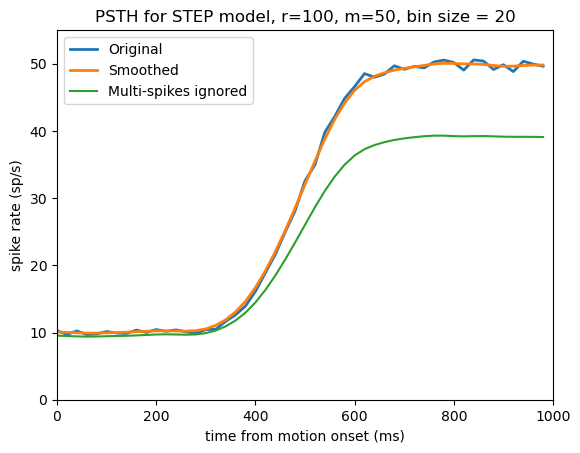 PSTH for STEP model, r=100, m=50, bin size = 20
Original
Smoothed
Multi-spikes ignored
spike rate (sp/s)
50
40
30
20
10
0
0 200 400 600 800 1000
time from motion onset (ms)